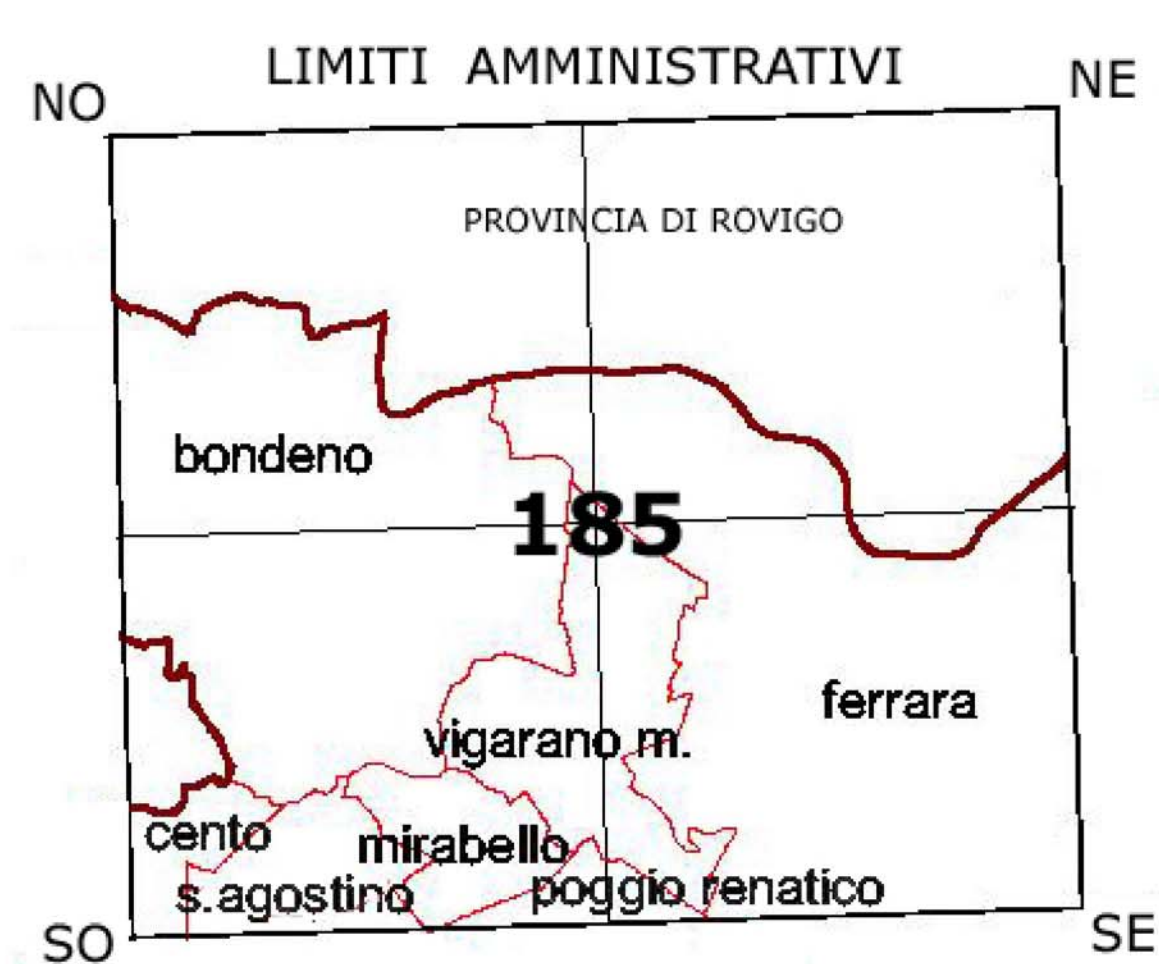 LIMITI AMMINISTRATIVI
NO
NE
PROVINCIA DI ROVIGO
bondeno
185
ferrara
vigarano m.
cento
mirabello
s.agostino
poggio renatico
SO
SE